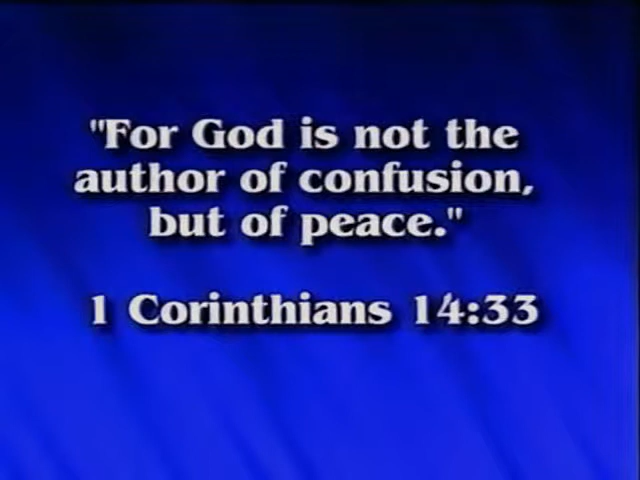 "For God is not the
author of confusion,
but of peace."
1 Corinthians 14:33